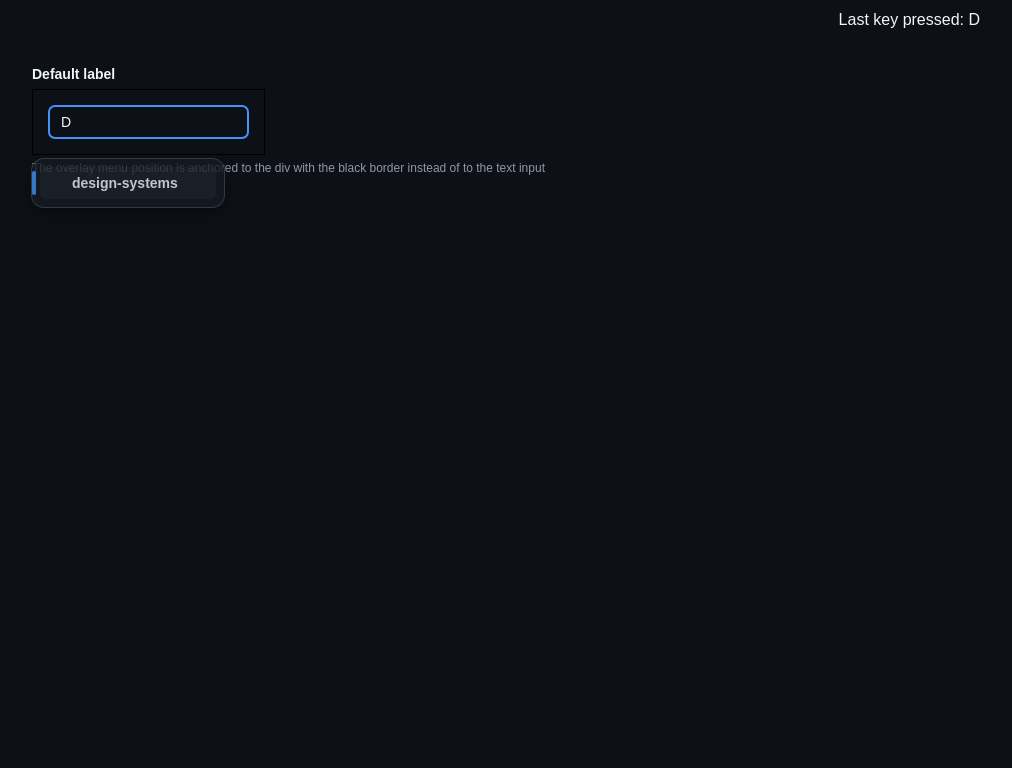 Last key pressed: D
Default label
D
The overlay menu position is anchored to the div with the black border instead of to the text input
design-systems